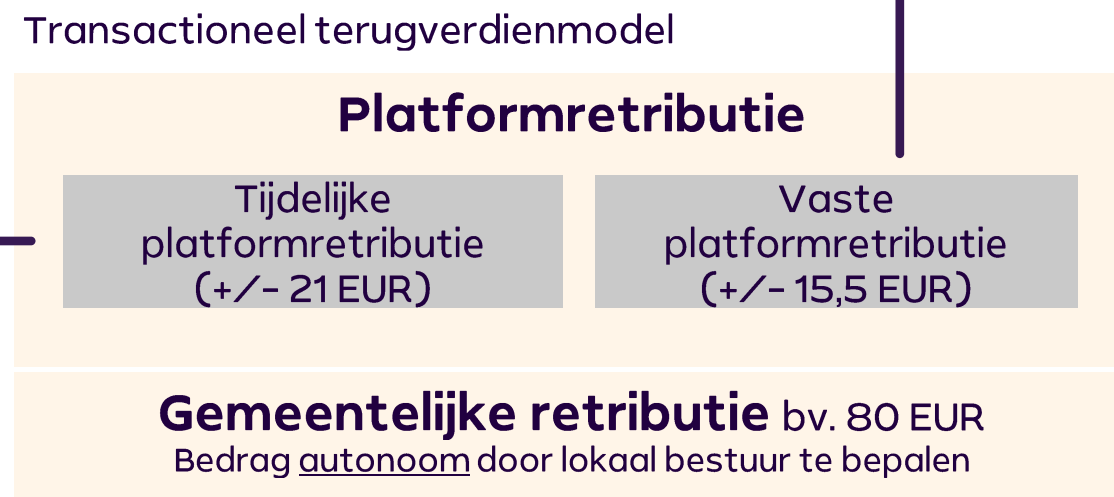 Transactioneel terugverdienmodel
Platformretributie
Tijdelijke
platformretributie
(+/- 21 EUR)
Vaste
platformretributie
(+/- 15,5 EUR)
Gemeentelijke retributie bv. 80 EUR
Bedrag autonoom door lokaal bestuur te bepalen